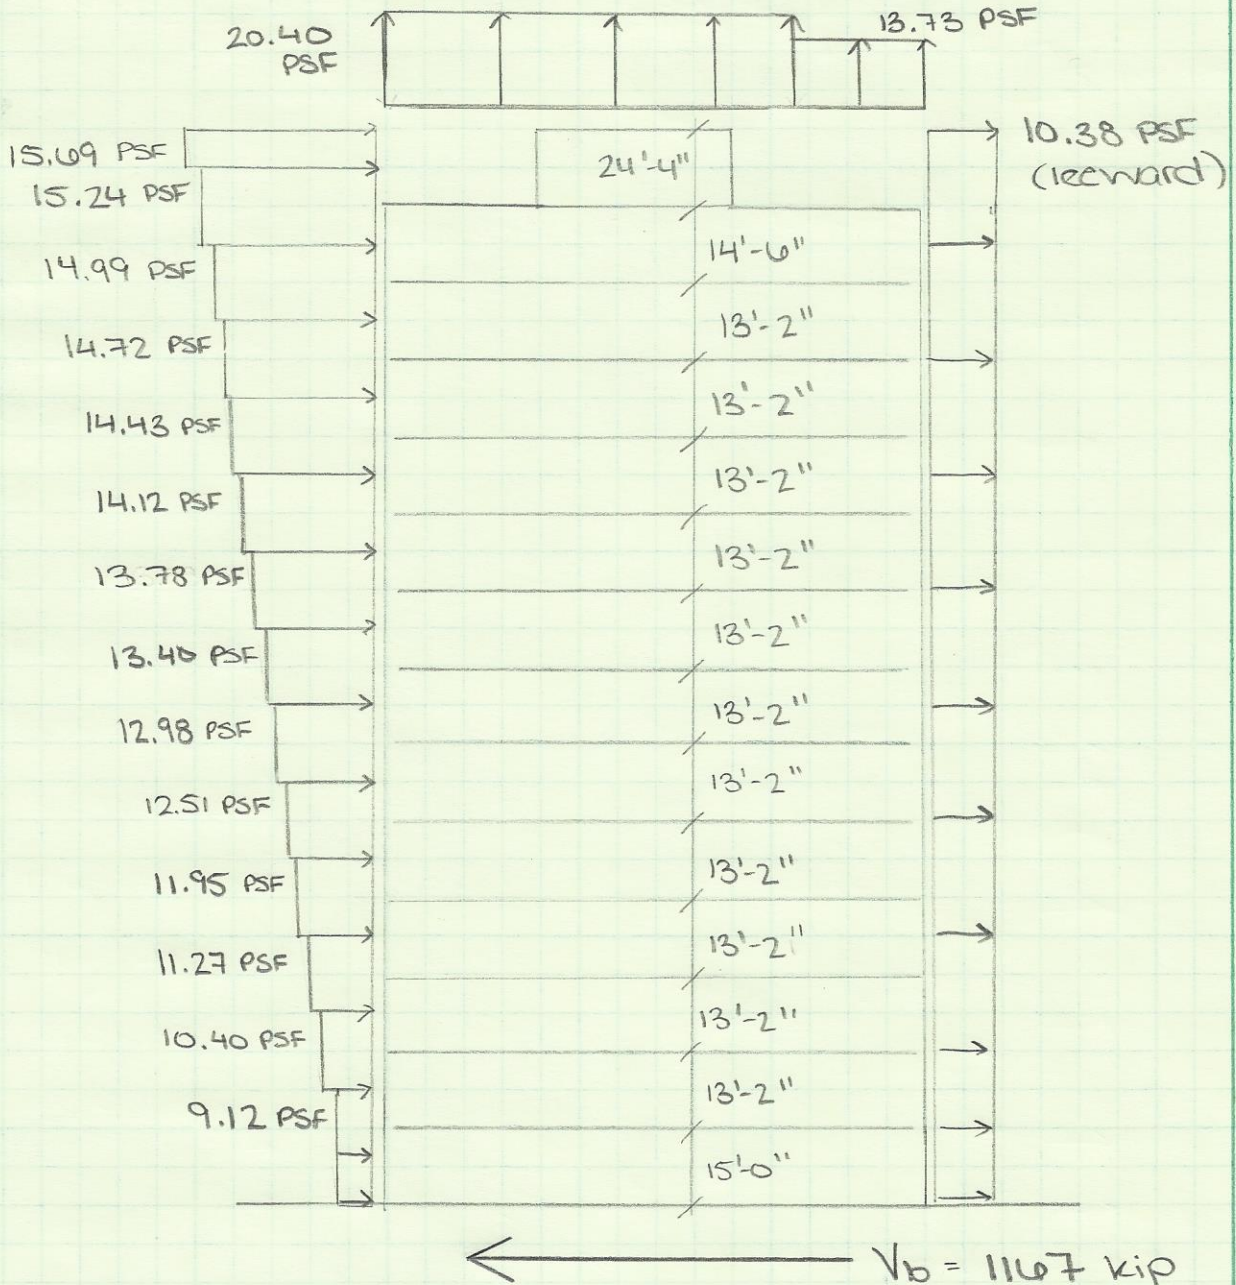 20.40
PSF
13.73 PSF
15.69 PSF
10.38 PSF
(leeward)
24'-4"
15.24 PSF
14'-6"
14.99 PSF
13'-2"
14.72 PSF
13'-2"
14.43 PSF
13'-2"
14.12 PSF
13'-2"
13.78 PSF
13'-2"
13.40 PSF
13'-2"
12.98 PSF
13'-2"
12.51 PSF
13'-2"
11.95 PSF
13'-2"
11.27 PSF
13'-2"
10.40 PSF
13'-2"
9.12 PSF
15'-0"
Vb = 1167 kip